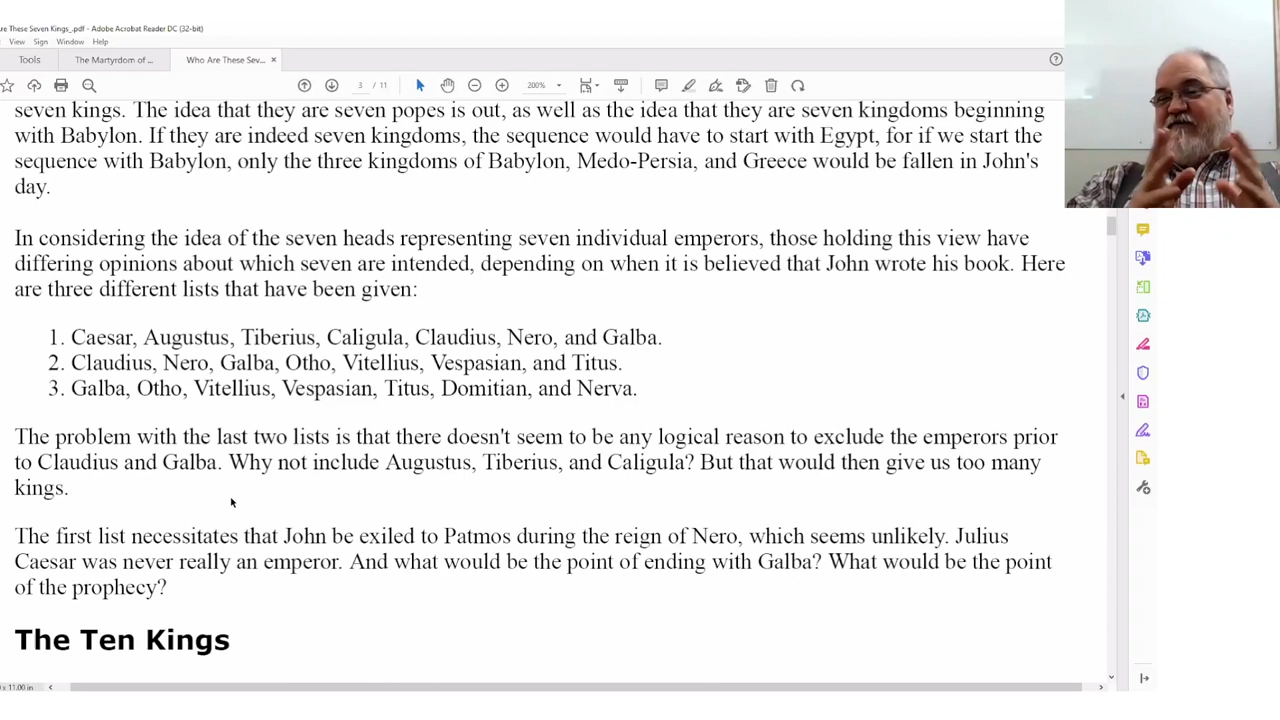 re These Seven Kings_.pdf - Adobe Acrobat Reader DC (32-bit)
View Sign Window Help
Tools The Martyrdom of ... Who Are These Sev... ×
3 / 11 200%
seven kings. The idea that they are seven popes is out, as well as the idea that they are seven kingdoms beginning
with Babylon. If they are indeed seven kingdoms, the sequence would have to start with Egypt, for if we start the
sequence with Babylon, only the three kingdoms of Babylon, Medo-Persia, and Greece would be fallen in John's
day.
In considering the idea of the seven heads representing seven individual emperors, those holding this view have
differing opinions about which seven are intended, depending on when it is believed that John wrote his book. Here
are three different lists that have been given:
1. Caesar, Augustus, Tiberius, Caligula, Claudius, Nero, and Galba.
2. Claudius, Nero, Galba, Otho, Vitellius, Vespasian, and Titus.
3. Galba, Otho, Vitellius, Vespasian, Titus, Domitian, and Nerva.
The problem with the last two lists is that there doesn't seem to be any logical reason to exclude the emperors prior
to Claudius and Galba. Why not include Augustus, Tiberius, and Caligula? But that would then give us too many
kings.
The first list necessitates that John be exiled to Patmos during the reign of Nero, which seems unlikely. Julius
Caesar was never really an emperor. And what would be the point of ending with Galba? What would be the point
of the prophecy?
The Ten Kings
x 11.00 in